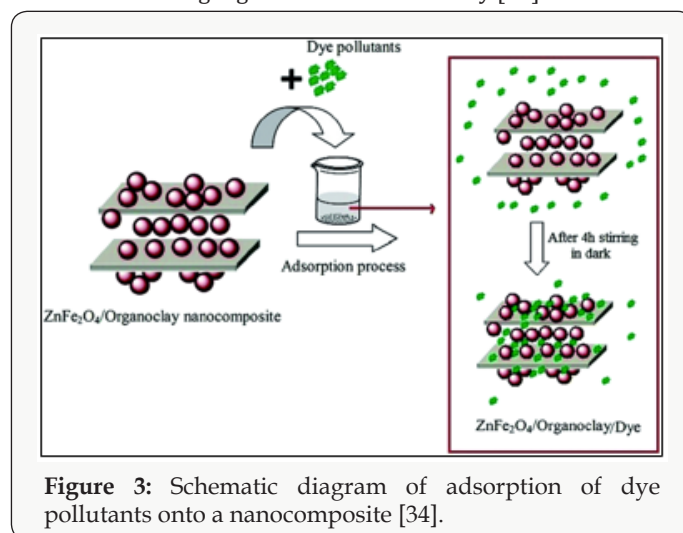 Dye pollutants
+
After 4h stirring
in dark
Adsorption process
ZnFe₂O₄/Organoclay nanocomposite
ZnFe₂O₄/Organoclay/Dye
Figure 3: Schematic diagram of adsorption of dye
pollutants onto a nanocomposite [34].